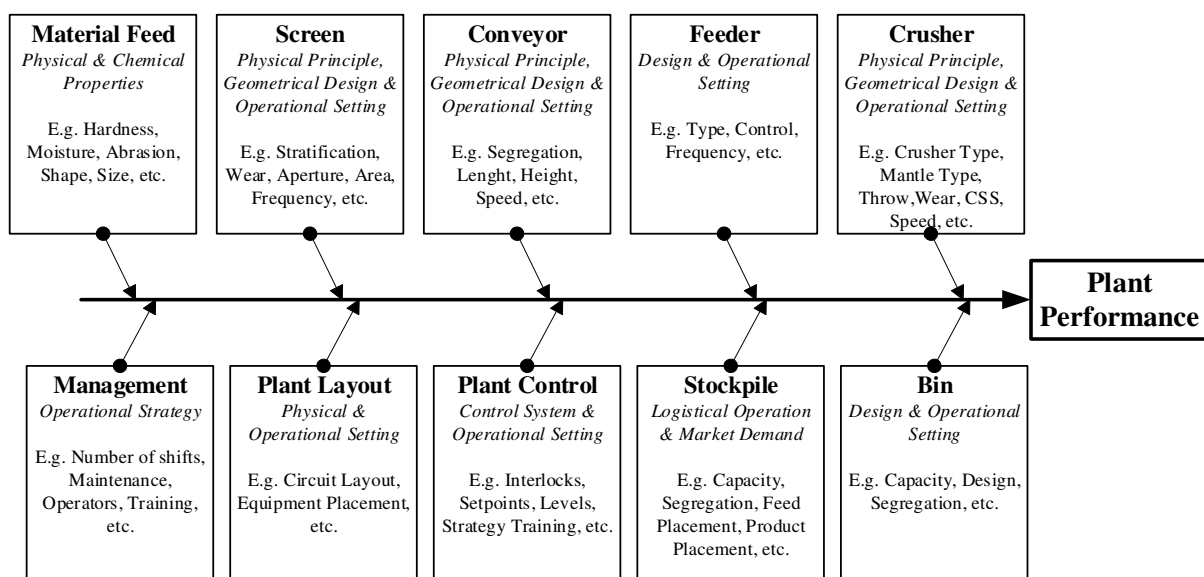 Material Feed
Physical & Chemical
Properties
E.g. Hardness,
Moisture, Abrasion,
Shape, Size, etc.
Screen
Physical Principle,
Geometrical Design &
Operational Setting
E.g. Stratification,
Wear, Aperture, Area,
Frequency, etc.
Conveyor
Physical Principle,
Geometrical Design &
Operational Setting
E.g. Segregation,
Lenght, Height,
Speed, etc.
Feeder
Design & Operational
Setting
E.g. Type, Control,
Frequency, etc.
Crusher
Physical Principle,
Geometrical Design &
Operational Setting
E.g. Crusher Type,
Mantle Type,
Throw,Wear, CSS,
Speed, etc.
Plant
Performance
Management
Operational Strategy
E.g. Number of shifts,
Maintenance,
Operators, Training,
etc.
Plant Layout
Physical &
Operational Setting
E.g. Circuit Layout,
Equipment Placement,
etc.
Plant Control
Control System &
Operational Setting
E.g. Interlocks,
Setpoints, Levels,
Strategy Training, etc.
Stockpile
Logistical Operation
& Market Demand
E.g. Capacity,
Segregation, Feed
Placement, Product
Placement, etc.
Bin
Design & Operational
Setting
E.g. Capacity, Design,
Segregation, etc.